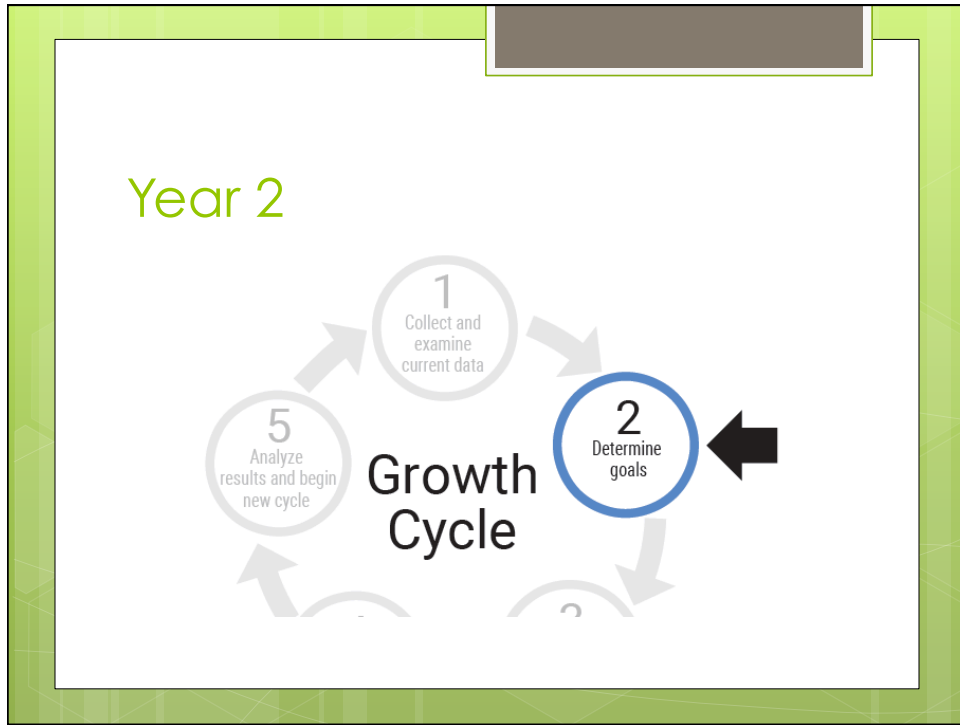 Year 2
1
Collect and
examine
current data
2
Determine
goals
5
Analyze
results and begin
new cycle
Growth
Cycle